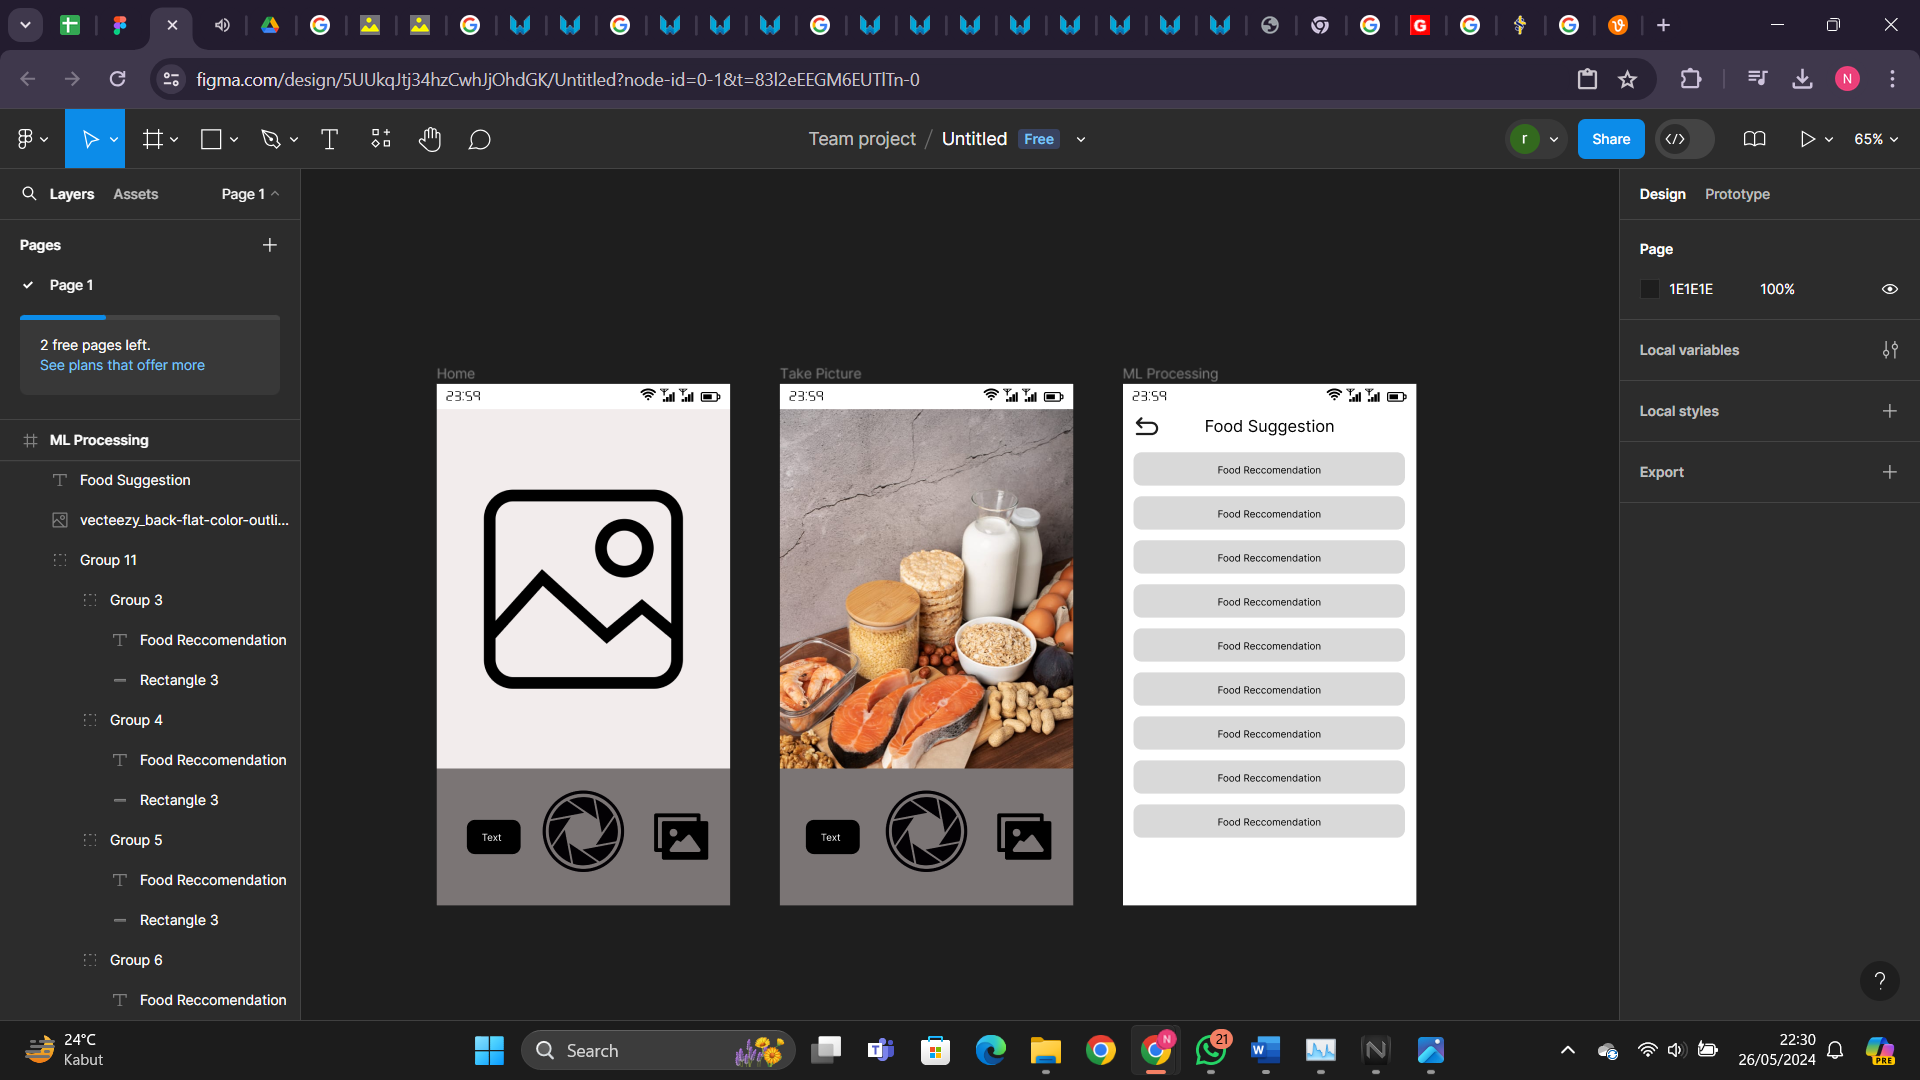 figma.com/design/5UUkqJtj34hzCwhJjOhdGK/Untitled?node-id=0-1&t=83l2eEEGM6EUTlTn-0
N
Team project / Untitled Free
r
Share
65%
Layers
Assets
Page 1
Design
Prototype
Pages
Page 1
2 free pages left.
See plans that offer more
ML Processing
Food Suggestion
vecteezy_back-flat-color-outli...
Group 11
Group 3
Food Reccomendation
Rectangle 3
Group 4
Food Reccomendation
Rectangle 3
Group 5
Food Reccomendation
Rectangle 3
Group 6
Food Reccomendation
Home
23:59
Text
Take Picture
23:59
Text
ML Processing
23:59
Food Suggestion
Food Reccomendation
Food Reccomendation
Food Reccomendation
Food Reccomendation
Food Reccomendation
Food Reccomendation
Food Reccomendation
Food Reccomendation
Food Reccomendation
Page
1E1E1E 100%
Local variables
Local styles
Export
?
24°C
Kabut
Search
N
21
22:30
26/05/2024
PRE